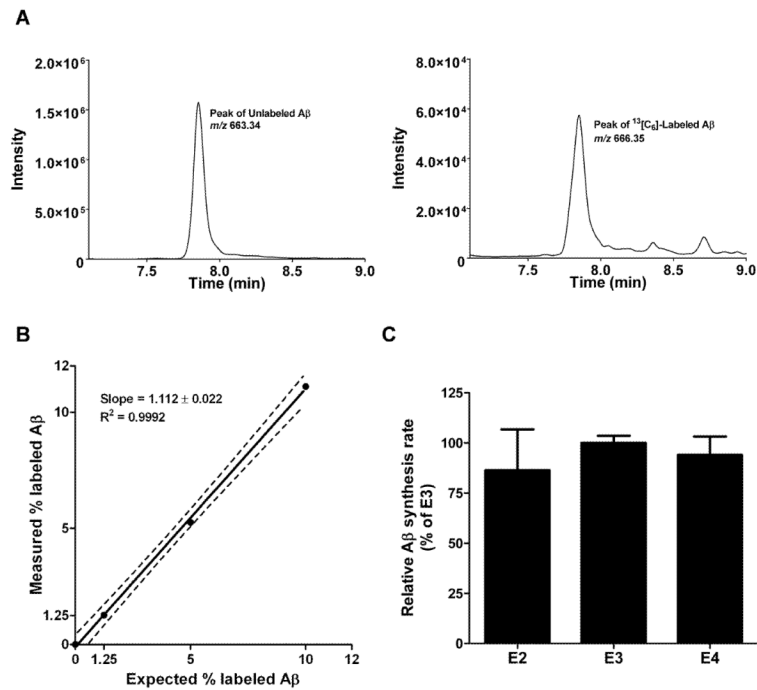 A
Intensity
2.0×10⁶
1.5×10⁶
1.0×10⁶
5.0×10⁵
0
Peak of Unlabeled Aβ
m/z 663.34
7.5
8.0
8.5
9.0
Time (min)
Intensity
8.0×10⁴
6.0×10⁴
4.0×10⁴
2.0×10⁴
0
Peak of ¹³[C₆]-Labeled Aβ
m/z 666.35
7.5
8.0
8.5
9.0
Time (min)
B
Measured % labeled Aβ
12
10
5
1.25
0
Slope = 1.112 ± 0.022
R² = 0.9992
0
1.25
5
10
12
Expected % labeled Aβ
C
Relative Aβ synthesis rate
(% of E3)
125
100
75
50
25
0
E2
E3
E4